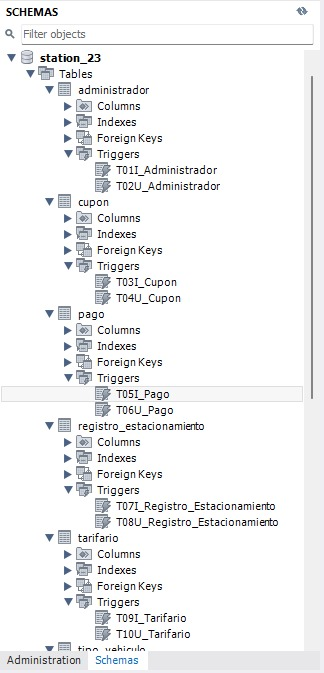 SCHEMAS
Filter objects
station_23
Tables
administrador
Columns
Indexes
Foreign Keys
Triggers
T01I_Administrador
T02U_Administrador
cupon
Columns
Indexes
Foreign Keys
Triggers
T03I_Cupon
T04U_Cupon
pago
Columns
Indexes
Foreign Keys
Triggers
T05I_Pago
T06U_Pago
registro_estacionamiento
Columns
Indexes
Foreign Keys
Triggers
T07I_Registro_Estacionamiento
T08U_Registro_Estacionamiento
tarifario
Columns
Indexes
Foreign Keys
Triggers
T09I_Tarifario
T10U_Tarifario
tipo_vehiculo
Administration Schemas